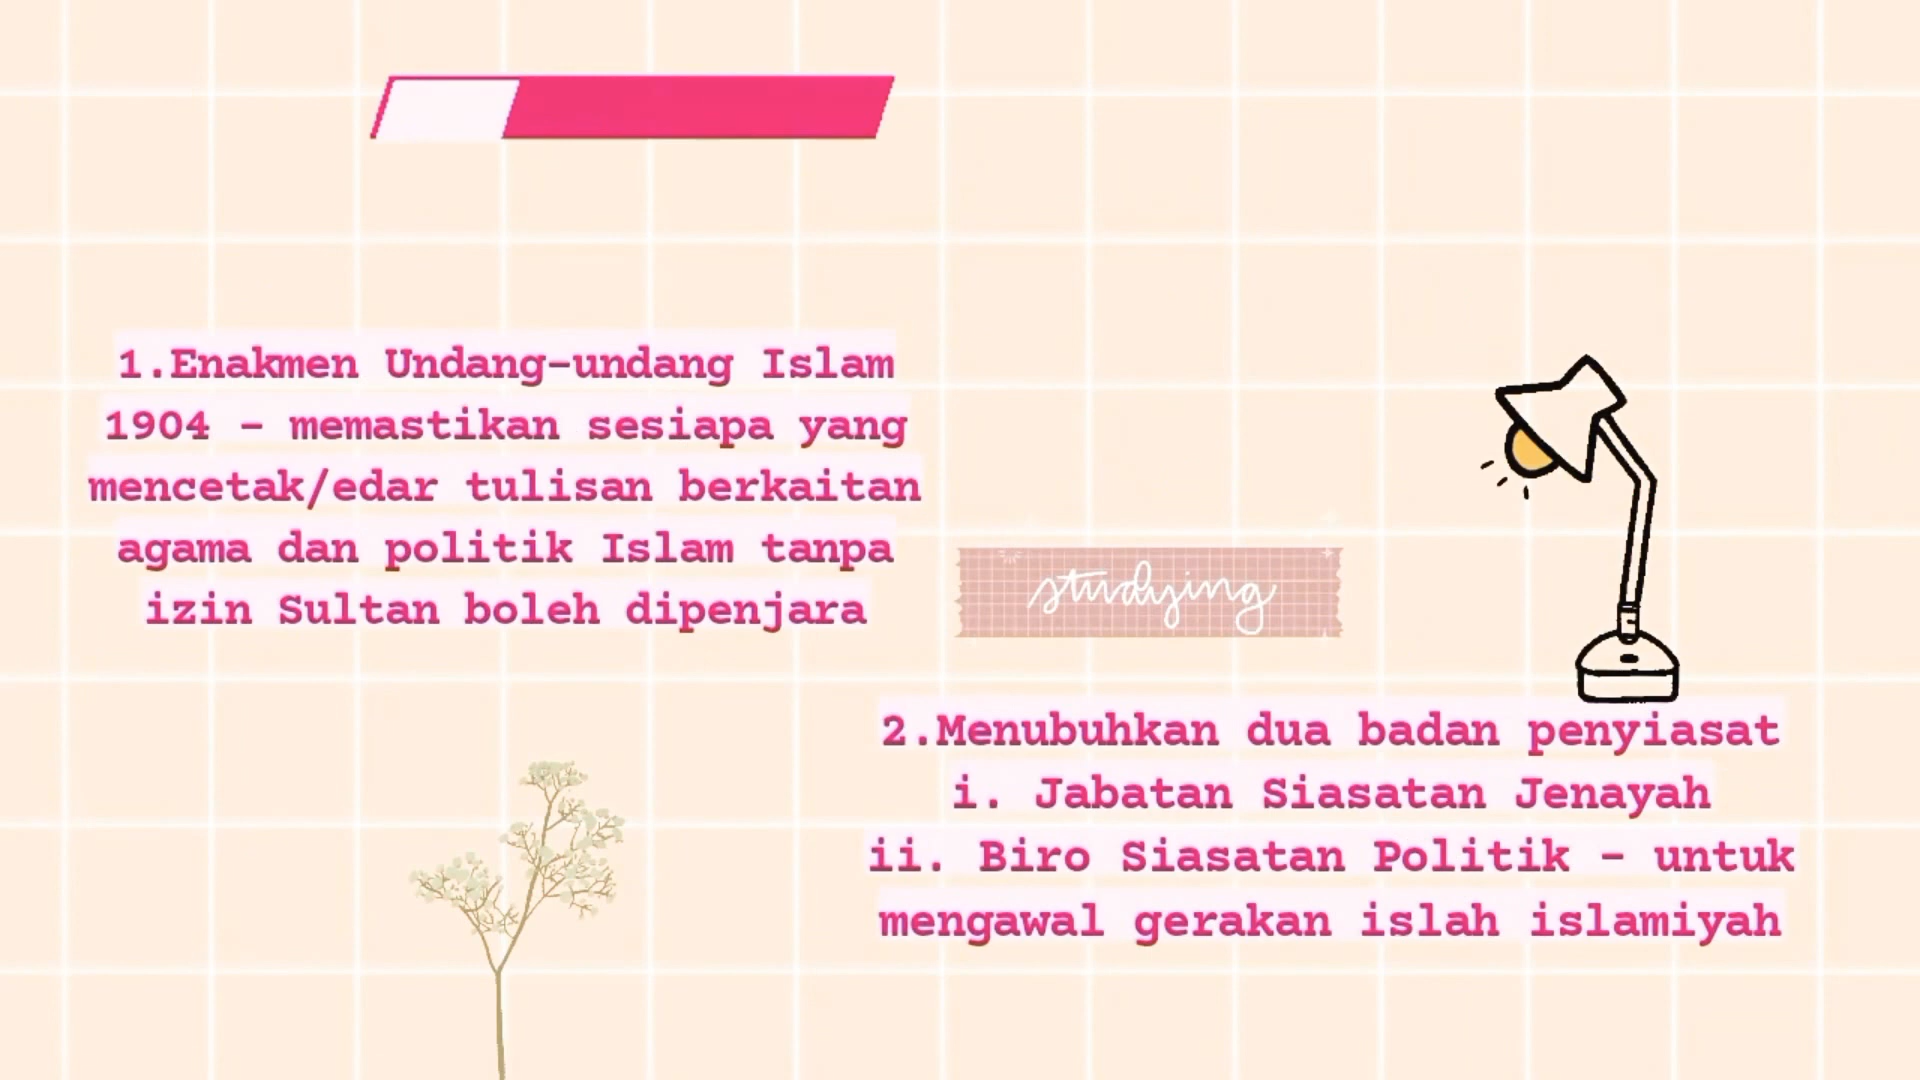 1.Enakmen Undang-undang Islam
1904 - memastikan sesiapa yang
mencetak/edar tulisan berkaitan
agama dan politik Islam tanpa
izin Sultan boleh dipenjara
studying
2.Menubuhkan dua badan penyiasat
i. Jabatan Siasatan Jenayah
ii. Biro Siasatan Politik - untuk
mengawal gerakan islah islamiyah